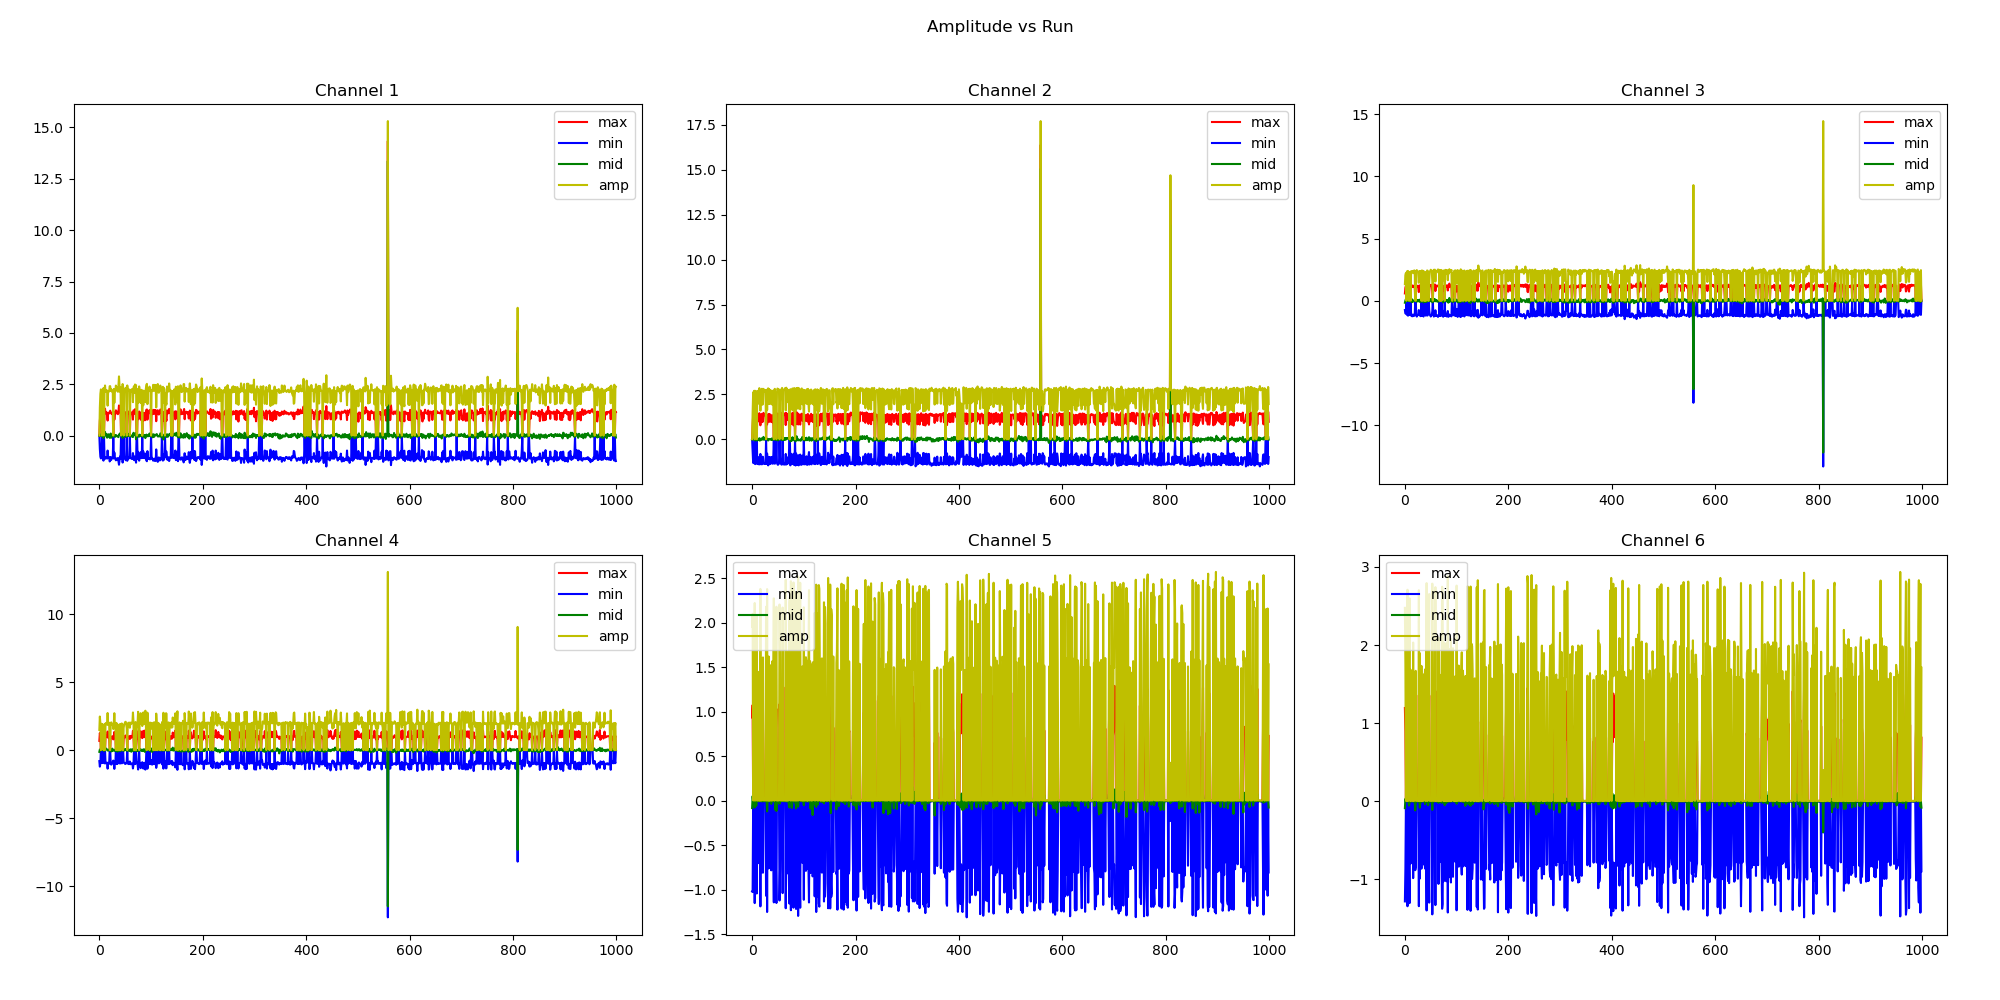 Amplitude vs Run
Channel 1
15.0
12.5
10.0
7.5
5.0
2.5
0.0
0 200 400 600 800 1000
max
min
mid
amp
Channel 2
17.5
15.0
12.5
10.0
7.5
5.0
2.5
0.0
0 200 400 600 800 1000
max
min
mid
amp
Channel 3
15
10
5
0
−5
−10
0 200 400 600 800 1000
max
min
mid
amp
Channel 4
10
5
0
−5
−10
0 200 400 600 800 1000
max
min
mid
amp
Channel 5
2.5
2.0
1.5
1.0
0.5
0.0
−0.5
−1.0
−1.5
0 200 400 600 800 1000
max
min
mid
amp
Channel 6
3
2
1
0
−1
0 200 400 600 800 1000
max
min
mid
amp